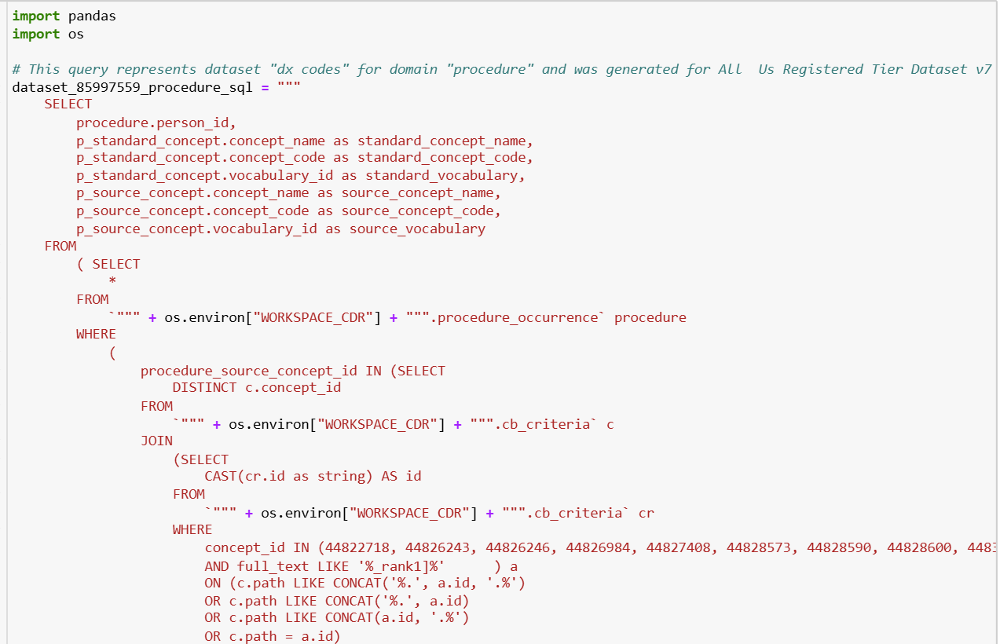 import pandas
import os
# This query represents dataset "dx codes" for domain "procedure" and was generated for All  Us Registered Tier Dataset v7
dataset_85997559_procedure_sql = """
    SELECT
        procedure.person_id,
        p_standard_concept.concept_name as standard_concept_name,
        p_standard_concept.concept_code as standard_concept_code,
        p_standard_concept.vocabulary_id as standard_vocabulary,
        p_source_concept.concept_name as source_concept_name,
        p_source_concept.concept_code as source_concept_code,
        p_source_concept.vocabulary_id as source_vocabulary
    FROM
        ( SELECT
            *
        FROM
            `""" + os.environ["WORKSPACE_CDR"] + """.procedure_occurrence` procedure
        WHERE
            (
                procedure_source_concept_id IN (SELECT
                    DISTINCT c.concept_id
                FROM
                    `""" + os.environ["WORKSPACE_CDR"] + """.cb_criteria` c
                JOIN
                    (SELECT
                        CAST(cr.id as string) AS id
                    FROM
                        `""" + os.environ["WORKSPACE_CDR"] + """.cb_criteria` cr
                    WHERE
                        concept_id IN (44822718, 44826243, 44826246, 44826984, 44827408, 44828573, 44828590, 44828600, 
                        AND full_text LIKE '%_rank1]%'      ) a
                        ON (c.path LIKE CONCAT('%.', a.id, '.%')
                        OR c.path LIKE CONCAT('%.', a.id)
                        OR c.path LIKE CONCAT(a.id, '.%')
                        OR c.path = a.id)